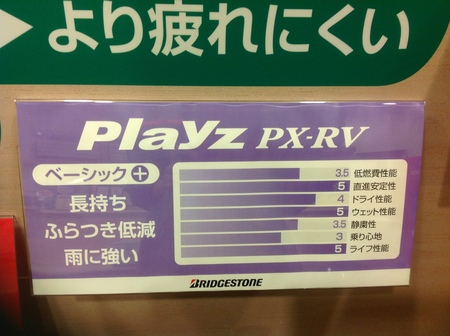 より疲れにくい
Playz PX-RV
ベーシック+
長持ち
ふらつき低減
雨に強い
3.5 低燃費性能
5 直進安定性
4 ドライ性能
5 ウェット性能
3.5 静粛性
3 乗り心地
5 ライフ性能
BRIDGESTONE